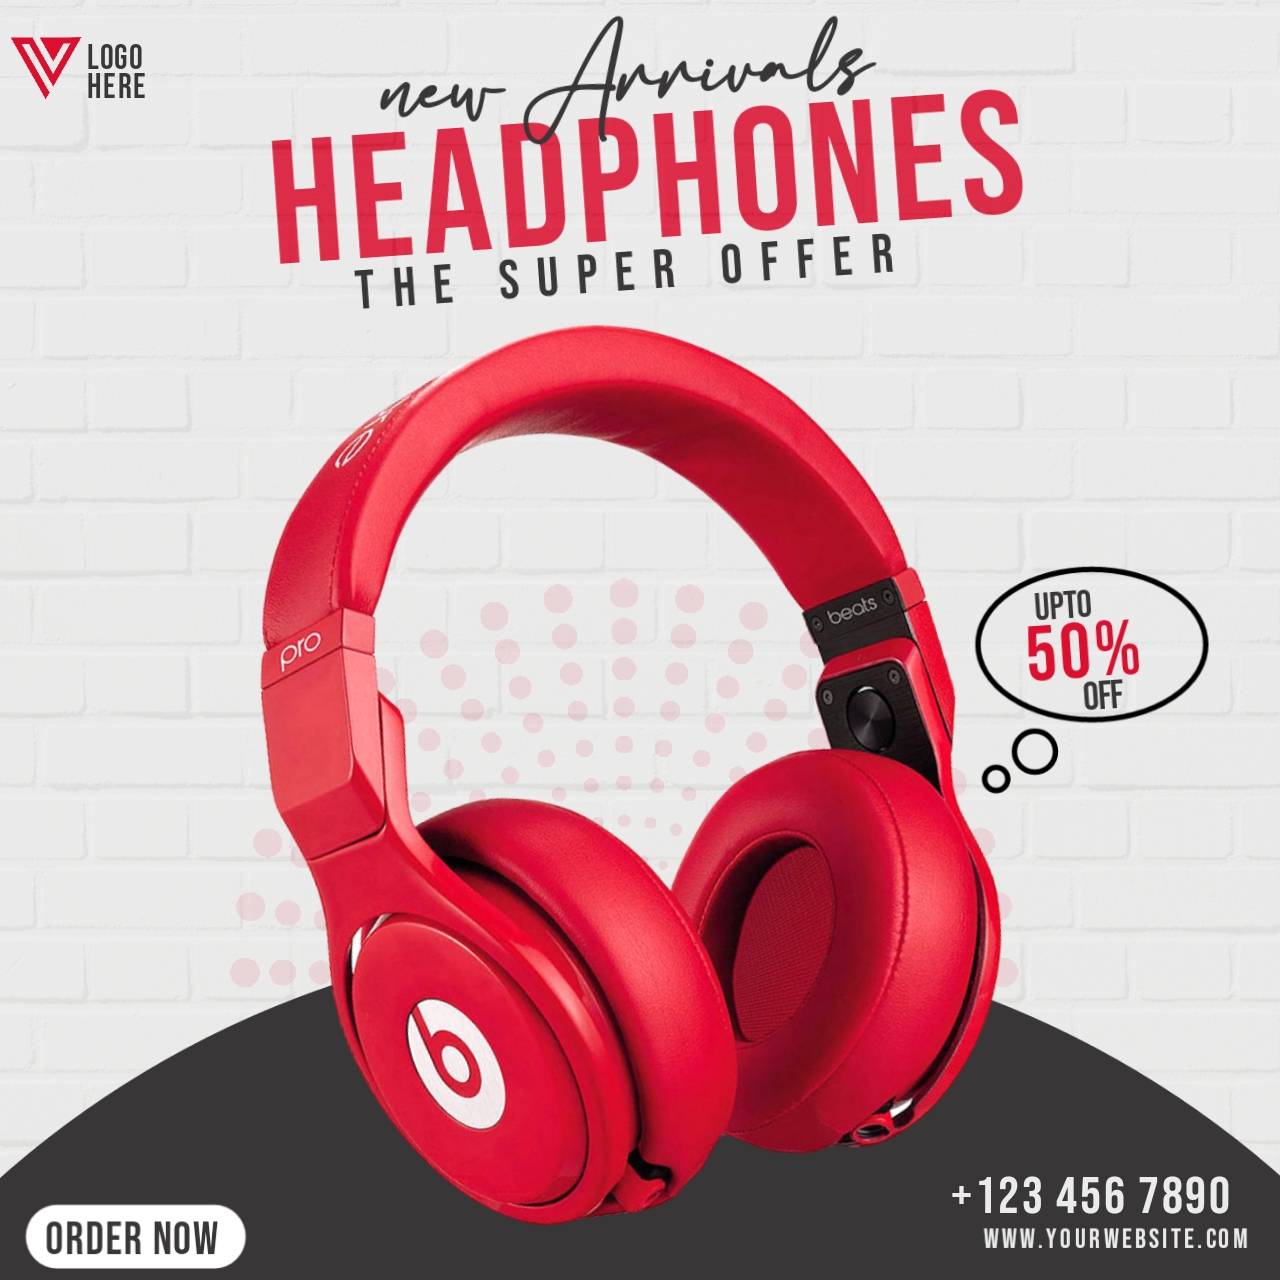 LOGO
HERE
new Arrivals
HEADPHONES
THE SUPER OFFER
pro
beats
UPTO
50%
OFF
b
ORDER NOW
+123 456 7890
WWW.YOURWEBSITE.COM